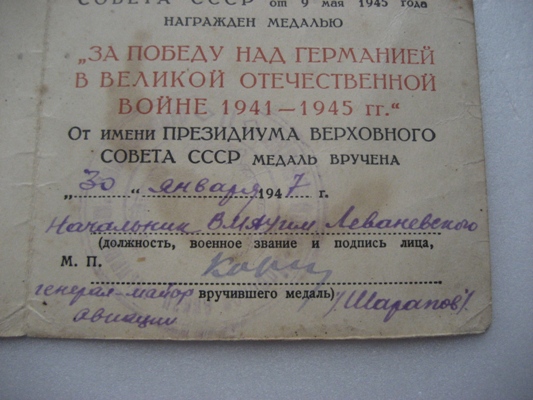 СОВЕТА СССР от 9 мая 1945 года
НАГРАЖДЕН МЕДАЛЬЮ
„ЗА ПОБЕДУ НАД ГЕРМАНИЕЙ
В ВЕЛИКОЙ ОТЕЧЕСТВЕННОЙ
ВОЙНЕ 1941—1945 гг.“
От имени ПРЕЗИДИУМА ВЕРХОВНОГО
СОВЕТА СССР МЕДАЛЬ ВРУЧЕНА
„30“ января 1947 г.
Начальник ВМАУ им Леваневского
(должность, военное звание и подпись лица,
М. П.
генерал-майор вручившего медаль) /Шарапов/.
авиации